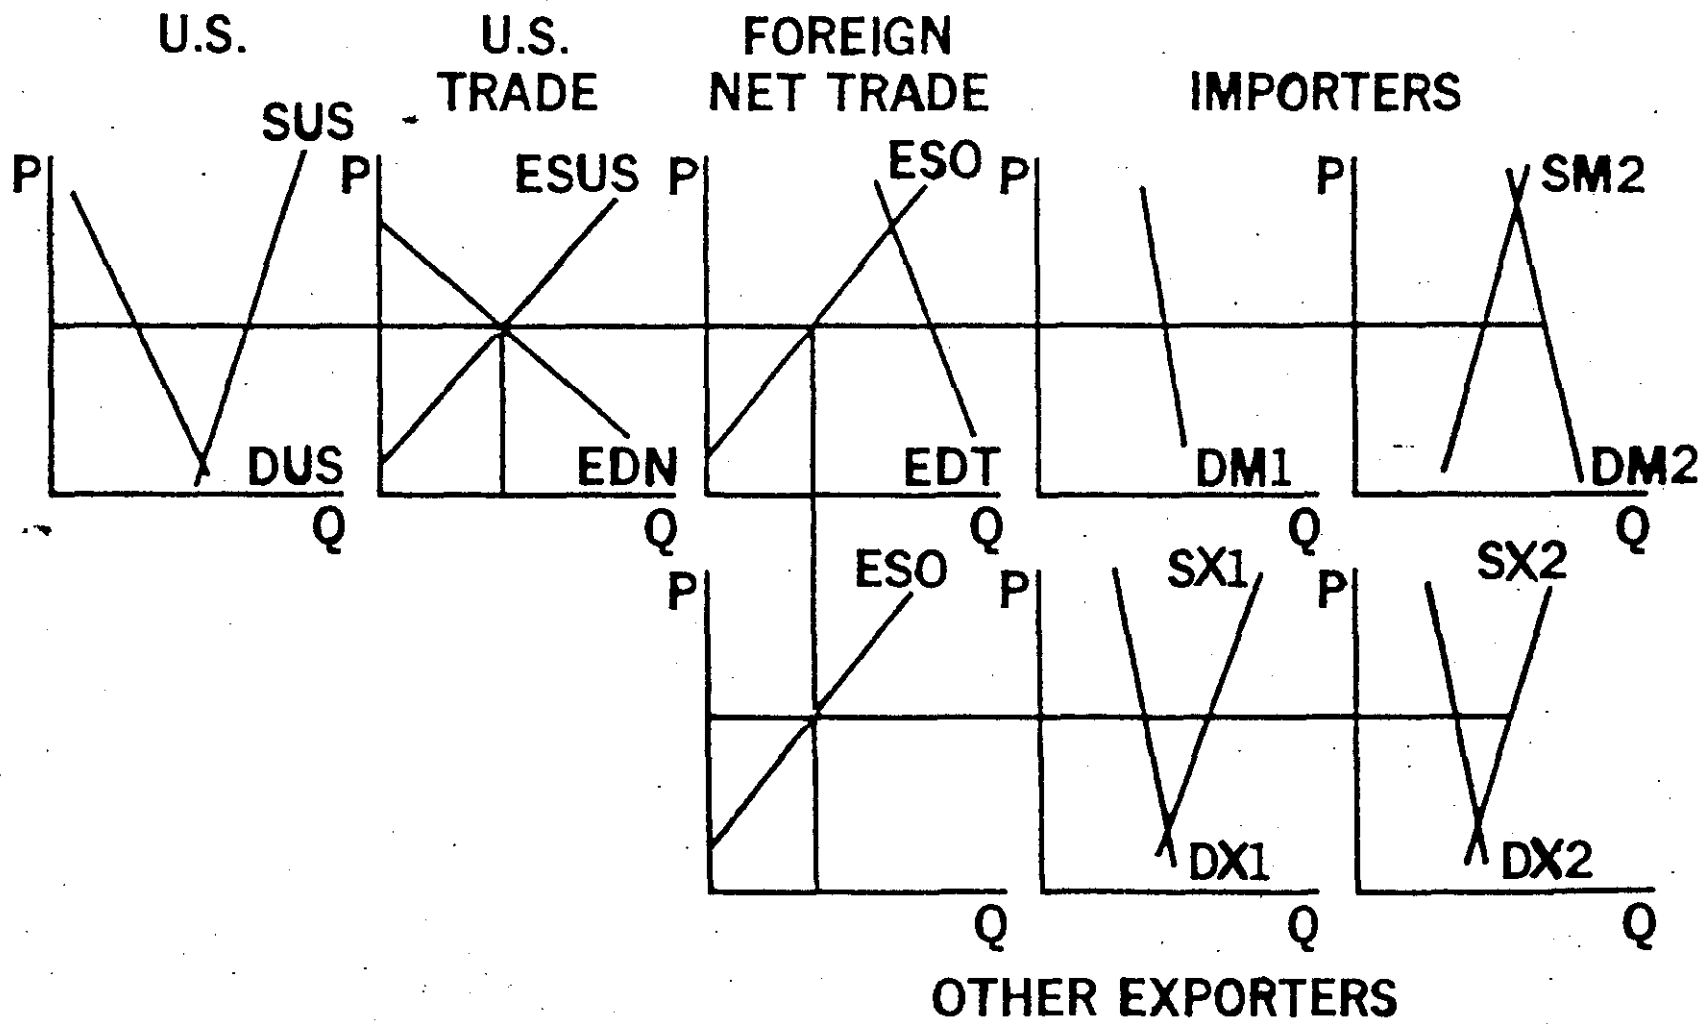 U.S.
U.S.
TRADE
FOREIGN
NET TRADE
IMPORTERS
SUS
P
P
ESUS
P
ESO
P
P
SM2
DUS
EDN
EDT
DM1
DM2
Q
Q
Q
Q
Q
P
ESO
P
SX1
P
SX2
DX1
DX2
Q
Q
Q
OTHER EXPORTERS